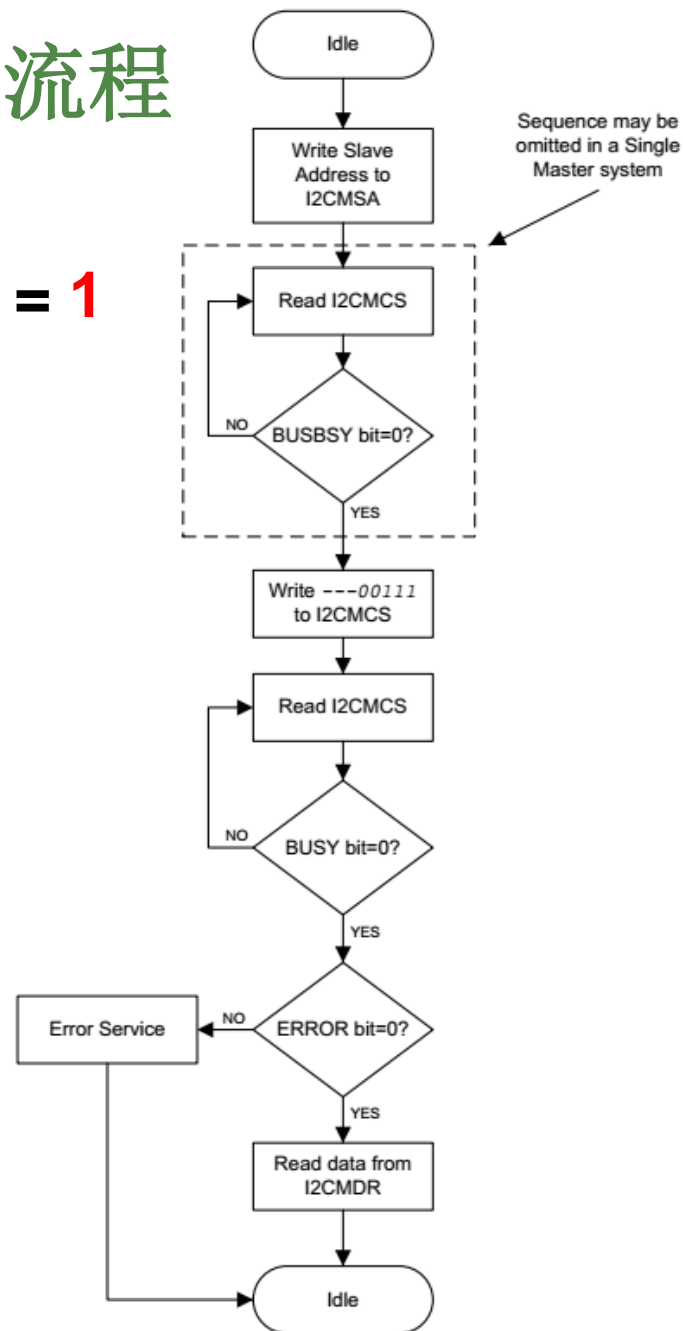 流程
= 1
Idle
Write Slave
Address to
I2CMSA
Sequence may be
omitted in a Single
Master system
Read I2CMCS
NO
BUSBSY bit=0?
YES
Write ---00111
to I2CMCS
Read I2CMCS
NO
BUSY bit=0?
YES
Error Service
NO
ERROR bit=0?
YES
Read data from
I2CMDR
Idle